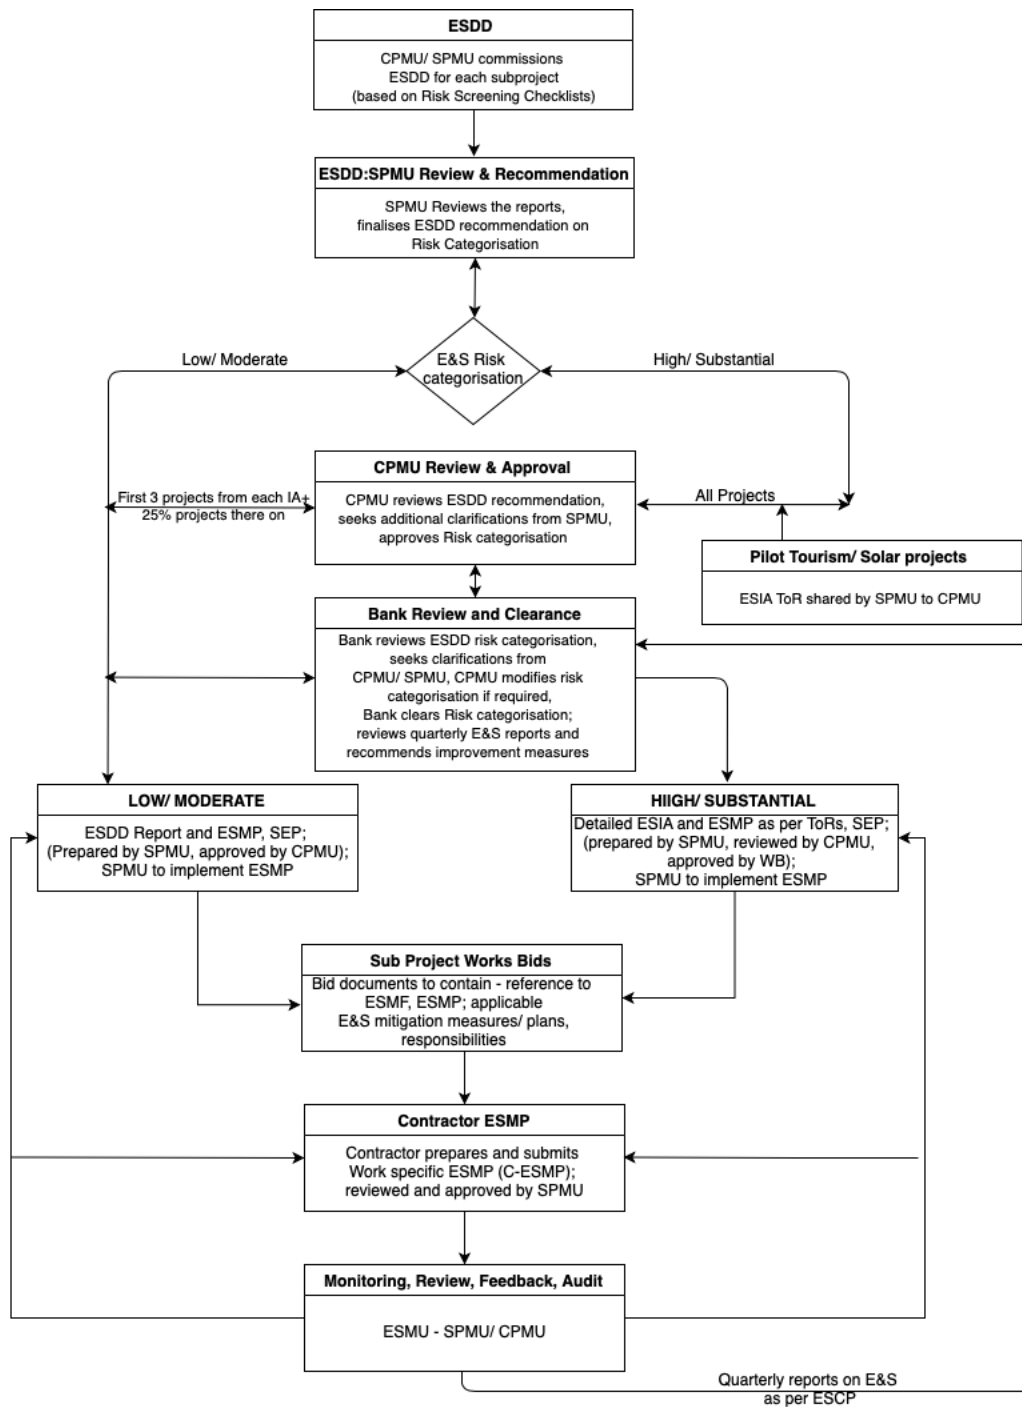 ESDD
CPMU/ SPMU commissions
ESDD for each subproject
(based on Risk Screening Checklists)
ESDD:SPMU Review & Recommendation
SPMU Reviews the reports,
finalises ESDD recommendation on
Risk Categorisation
Low/ Moderate
E&S Risk
categorisation
High/ Substantial
CPMU Review & Approval
CPMU reviews ESDD recommendation,
seeks additional clarifications from SPMU,
approves Risk categorisation
First 3 projects from each IA+
25% projects there on
All Projects
Pilot Tourism/ Solar projects
ESIA ToR shared by SPMU to CPMU
Bank Review and Clearance
Bank reviews ESDD risk categorisation,
seeks clarifications from
CPMU/ SPMU, CPMU modifies risk
categorisation if required,
Bank clears Risk categorisation;
reviews quarterly E&S reports and
recommends improvement measures
LOW/ MODERATE
ESDD Report and ESMP, SEP;
(Prepared by SPMU, approved by CPMU);
SPMU to implement ESMP
HIIGH/ SUBSTANTIAL
Detailed ESIA and ESMP as per ToRs, SEP;
(prepared by SPMU, reviewed by CPMU,
approved by WB);
SPMU to implement ESMP
Sub Project Works Bids
Bid documents to contain - reference to
ESMF, ESMP; applicable
E&S mitigation measures/ plans,
responsibilities
Contractor ESMP
Contractor prepares and submits
Work specific ESMP (C-ESMP);
reviewed and approved by SPMU
Monitoring, Review, Feedback, Audit
ESMU - SPMU/ CPMU
Quarterly reports on E&S
as per ESCP